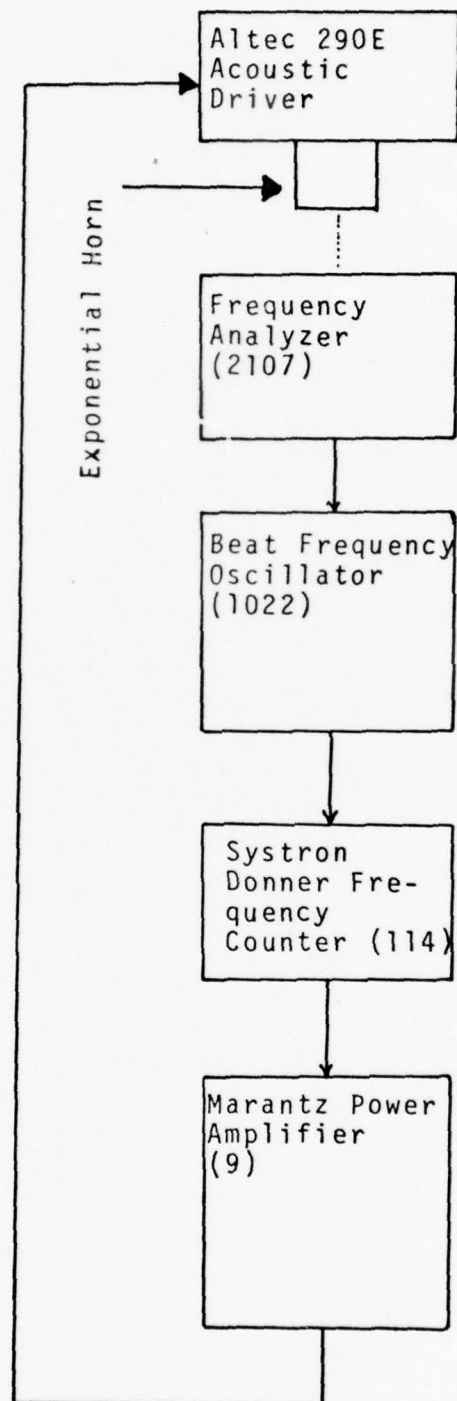 Altec 290E
Acoustic
Driver
Exponential Horn
Frequency
Analyzer
(2107)
Beat Frequency
Oscillator
(1022)
Systron
Donner Fre-
quency
Counter (114)
Marantz Power
Amplifier
(9)